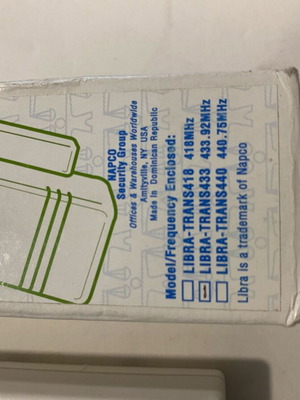 NAPCO
Security Group
Offices & Warehouses Worldwide
Amityville, NY USA
Made in Dominican Republic
Model/Frequency Enclosed:
LIBRA-TRANS418 418MHz
LIBRA-TRANS433 433.92MHz
LIBRA-TRANS440 440.75MHz
Libra is a trademark of Napco